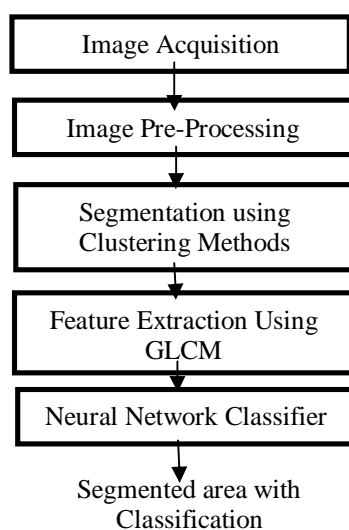 Image Acquisition
Image Pre-Processing
Segmentation using
Clustering Methods
Feature Extraction Using
GLCM
Neural Network Classifier
Segmented area with
Classification